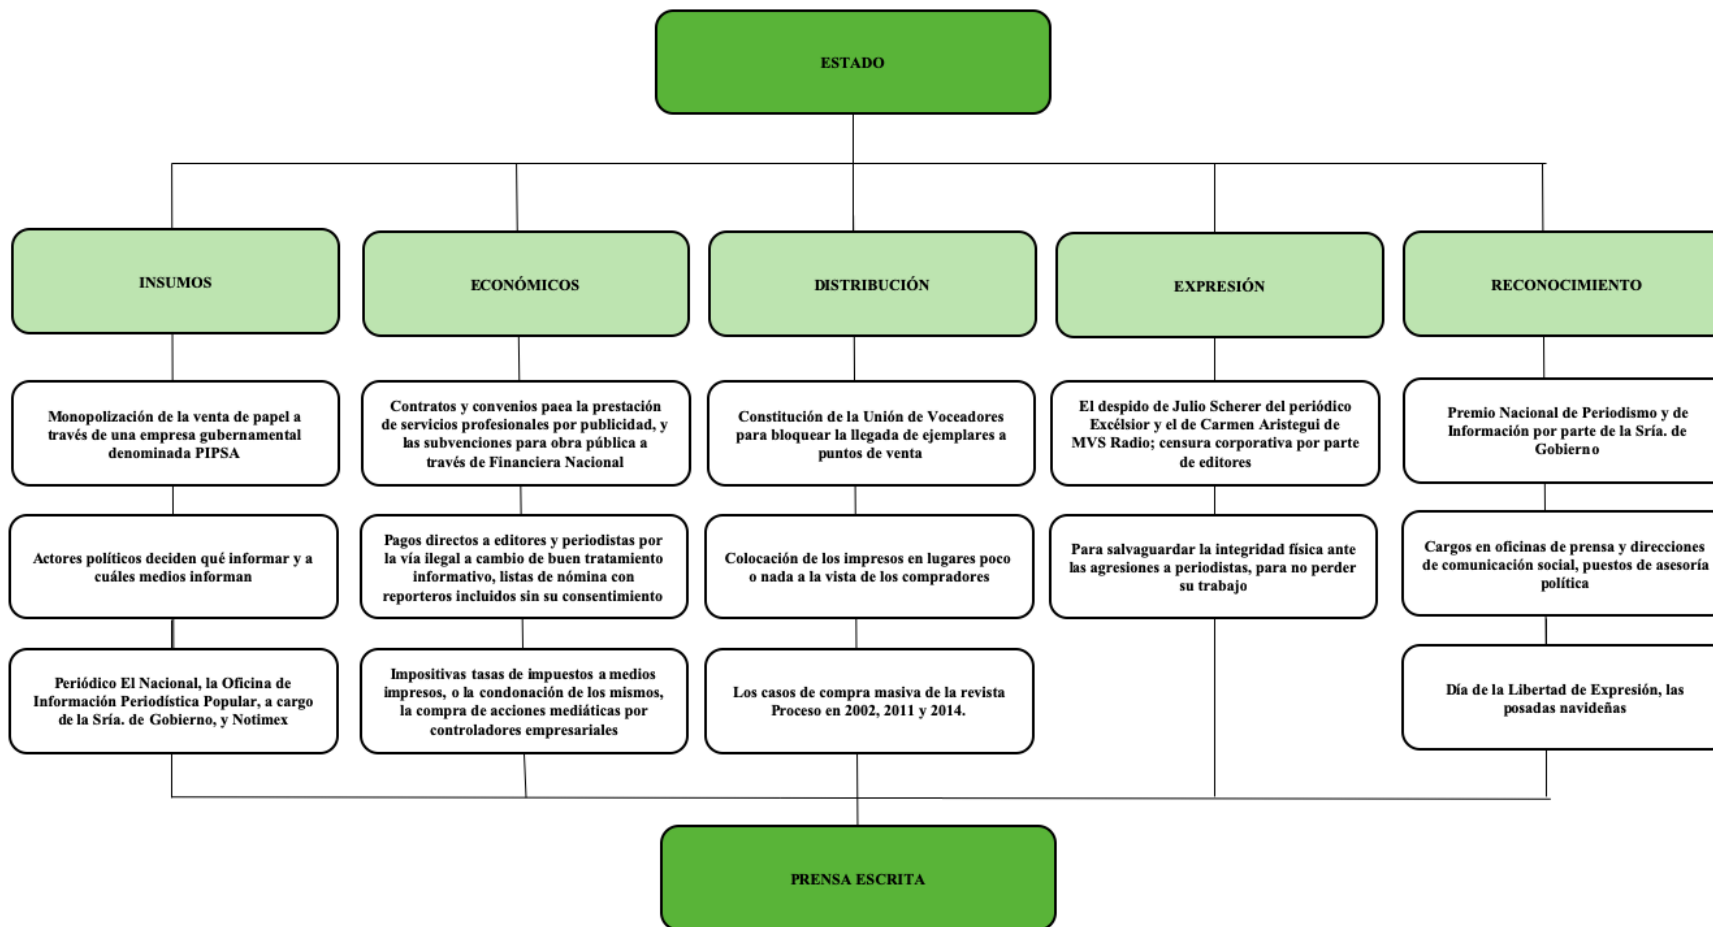 ESTADO
INSUMOS
ECONÓMICOS
DISTRIBUCIÓN
EXPRESIÓN
RECONOCIMIENTO
Monopolización de la venta de papel a
través de una empresa gubernamental
denominada PIPSA
Contratos y convenios paea la prestación
de servicios profesionales por publicidad, y
las subvenciones para obra pública a
través de Financiera Nacional
Constitución de la Unión de Voceadores
para bloquear la llegada de ejemplares a
puntos de venta
El despido de Julio Scherer del periódico
Excélsior y el de Carmen Aristegui de
MVS Radio; censura corporativa por parte
de editores
Premio Nacional de Periodismo y de
Información por parte de la Sría. de
Gobierno
Actores políticos deciden qué informar y a
cuáles medios informan
Pagos directos a editores y periodistas por
la vía ilegal a cambio de buen tratamiento
informativo, listas de nómina con
reporteros incluidos sin su consentimiento
Colocación de los impresos en lugares poco
o nada a la vista de los compradores
Para salvaguardar la integridad física ante
las agresiones a periodistas, para no perder
su trabajo
Cargos en oficinas de prensa y direcciones
de comunicación social, puestos de asesoría
política
Periódico El Nacional, la Oficina de
Información Periodística Popular, a cargo
de la Sría. de Gobierno, y Notimex
Impositivas tasas de impuestos a medios
impresos, o la condonación de los mismos,
la compra de acciones mediáticas por
controladores empresariales
Los casos de compra masiva de la revista
Proceso en 2002, 2011 y 2014.
Día de la Libertad de Expresión, las
posadas navideñas
PRENSA ESCRITA